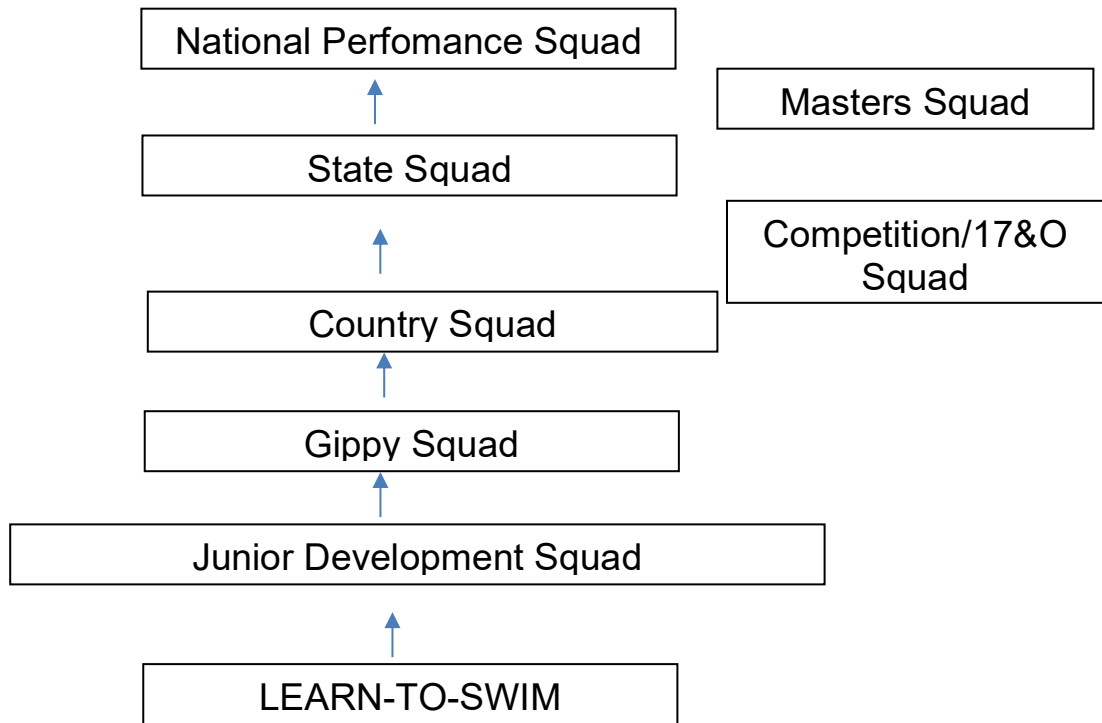 National Perfomance Squad
Masters Squad
State Squad
Competition/17&O
Squad
Country Squad
Gippy Squad
Junior Development Squad
LEARN-TO-SWIM